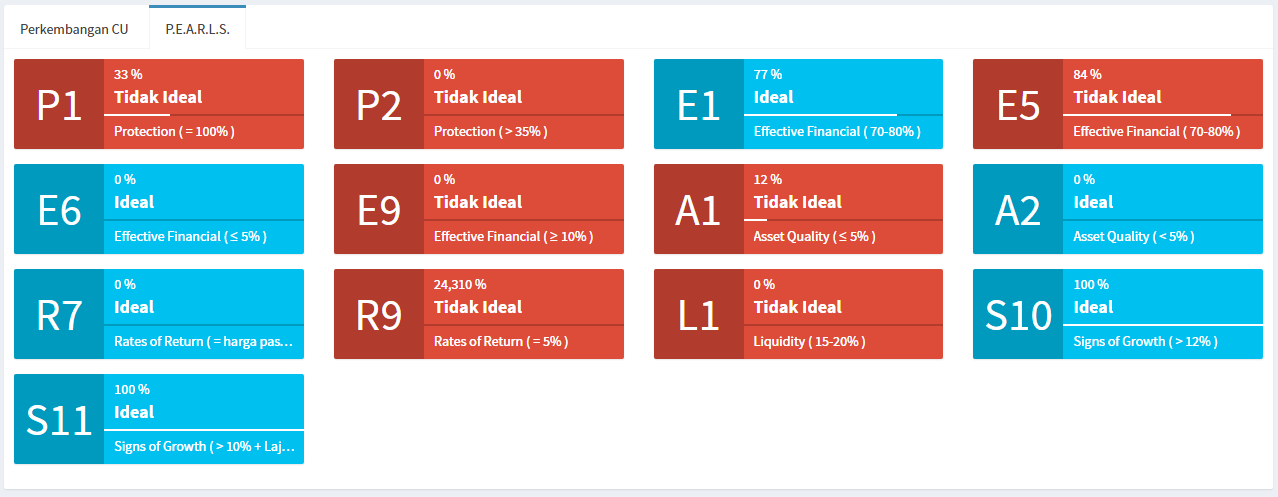 Perkembangan CU
P.E.A.R.L.S.
P1
33 %
Tidak Ideal
Protection ( = 100% )
P2
0 %
Tidak Ideal
Protection ( > 35% )
E1
77 %
Ideal
Effective Financial ( 70-80% )
E5
84 %
Tidak Ideal
Effective Financial ( 70-80% )
E6
0 %
Ideal
Effective Financial ( ≤ 5% )
E9
0 %
Tidak Ideal
Effective Financial ( ≥ 10% )
A1
12 %
Tidak Ideal
Asset Quality ( ≤ 5% )
A2
0 %
Ideal
Asset Quality ( < 5% )
R7
0 %
Ideal
Rates of Return ( = harga pas...
R9
24,310 %
Tidak Ideal
Rates of Return ( = 5% )
L1
0 %
Tidak Ideal
Liquidity ( 15-20% )
S10
100 %
Ideal
Signs of Growth ( > 12% )
S11
100 %
Ideal
Signs of Growth ( > 10% + Laj...